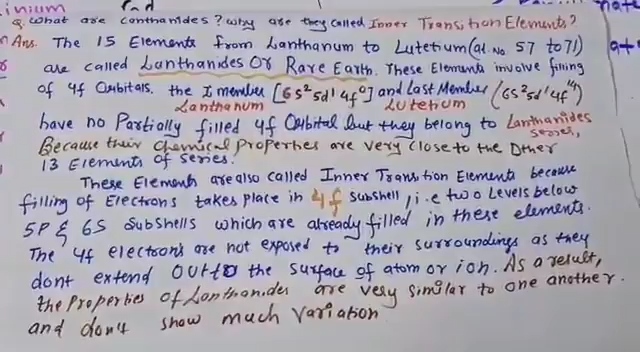 inium
Q. What are Lanthanides? why are they called Inner Transition Elements?
Ans. The 15 Elements from Lanthanum to Lutetium (at. No. 57 to 71)
are called Lanthanides Or Rare Earth. These Elements involve filling
of 4f Orbitals. the I member [6S² 5d¹ 4f⁰] and Last Member (6S² 5d¹ 4f¹⁴)
Lanthanum Lutetium
have no Partially filled 4f Orbital but they belong to Lanthanides
series,
Because their Chemical Properties are very close to the Other
13 Elements of Series.
These Elements are also called Inner Transition Elements because
filling of Electrons takes place in 4f Subshell, i.e two Levels below
5P & 6S Subshells which are already filled in these elements.
The 4f electrons are not exposed to their surroundings as they
dont extend out to the Surface of atom or ion. As a result,
the Properties of Lanthanides are very similar to one another.
and don't show much Variation